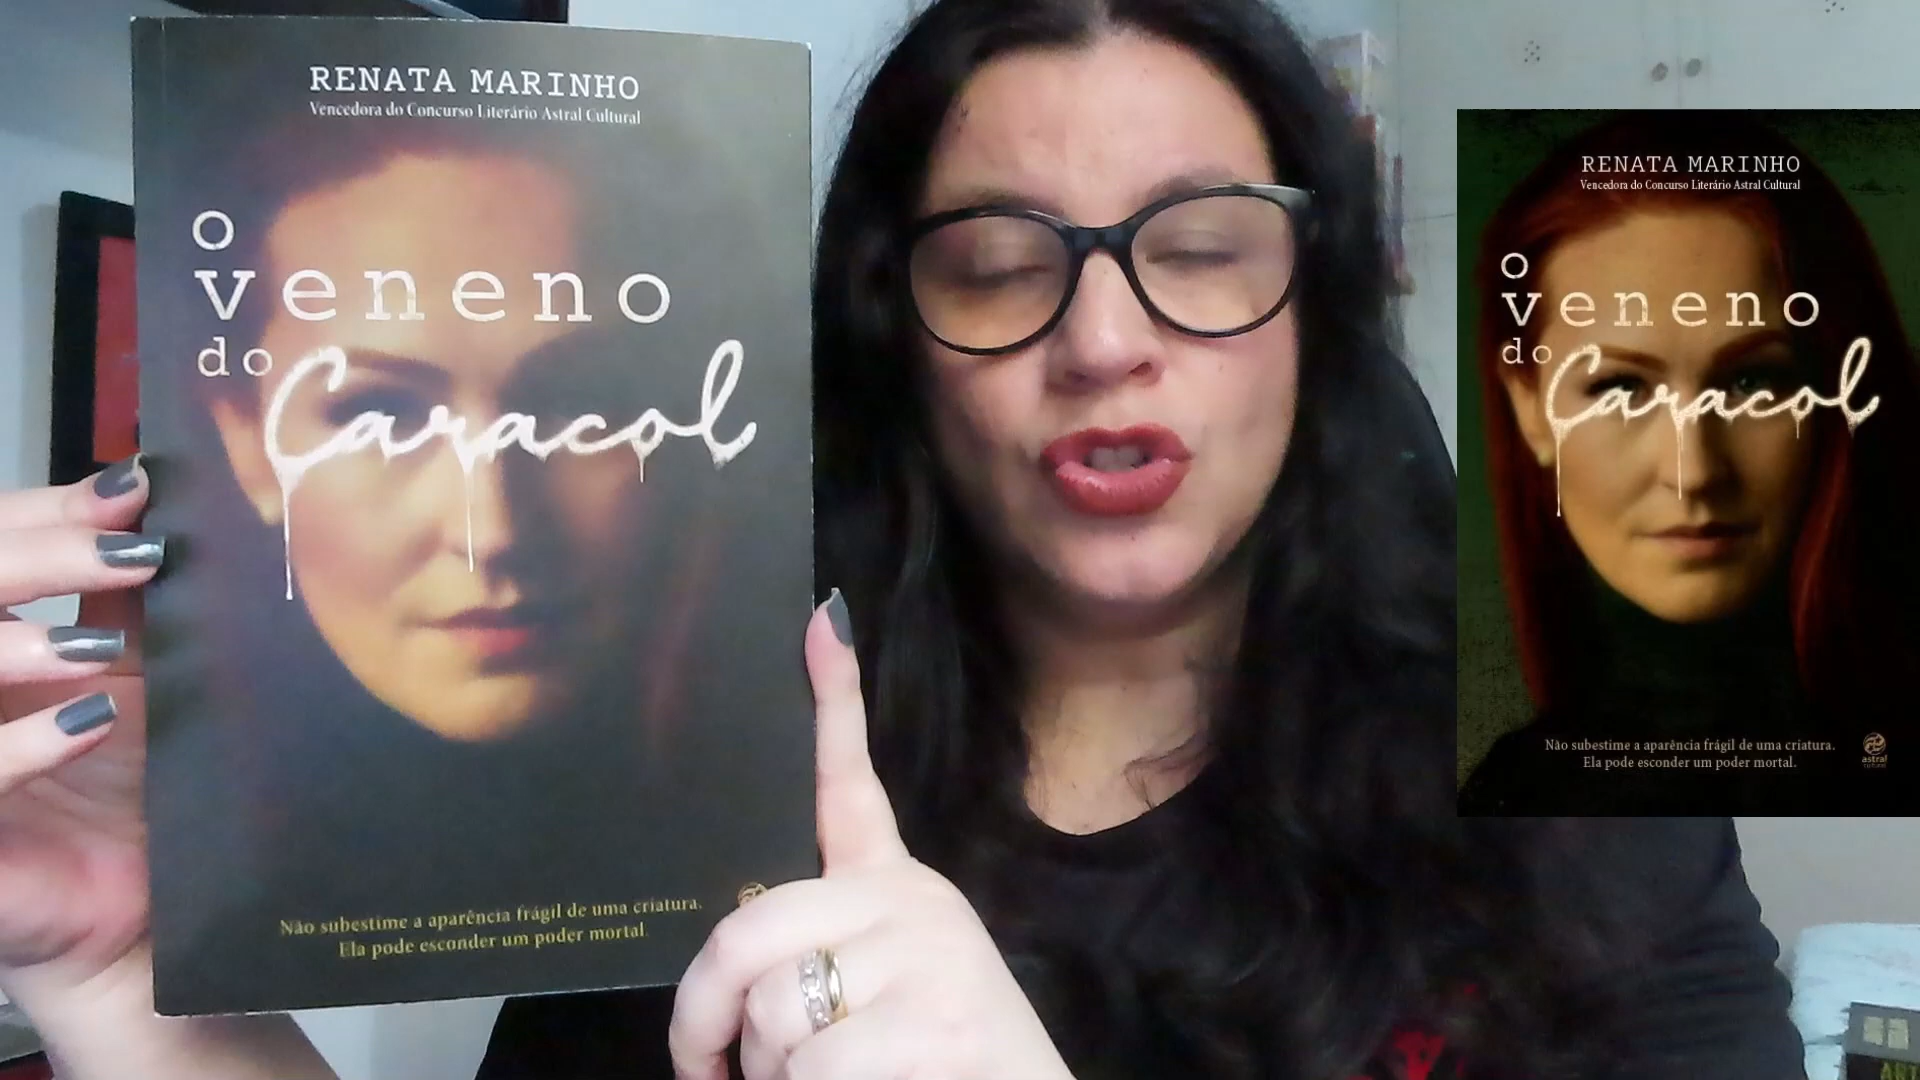 RENATA MARINHO
Vencedora do Concurso Literário Astral Cultural
o
veneno
do Caracol
Não subestime a aparência frágil de uma criatura.
Ela pode esconder um poder mortal.
RENATA MARINHO
Vencedora do Concurso Literário Astral Cultural
o
veneno
do Caracol
Não subestime a aparência frágil de uma criatura.
Ela pode esconder um poder mortal.
astral
cultural